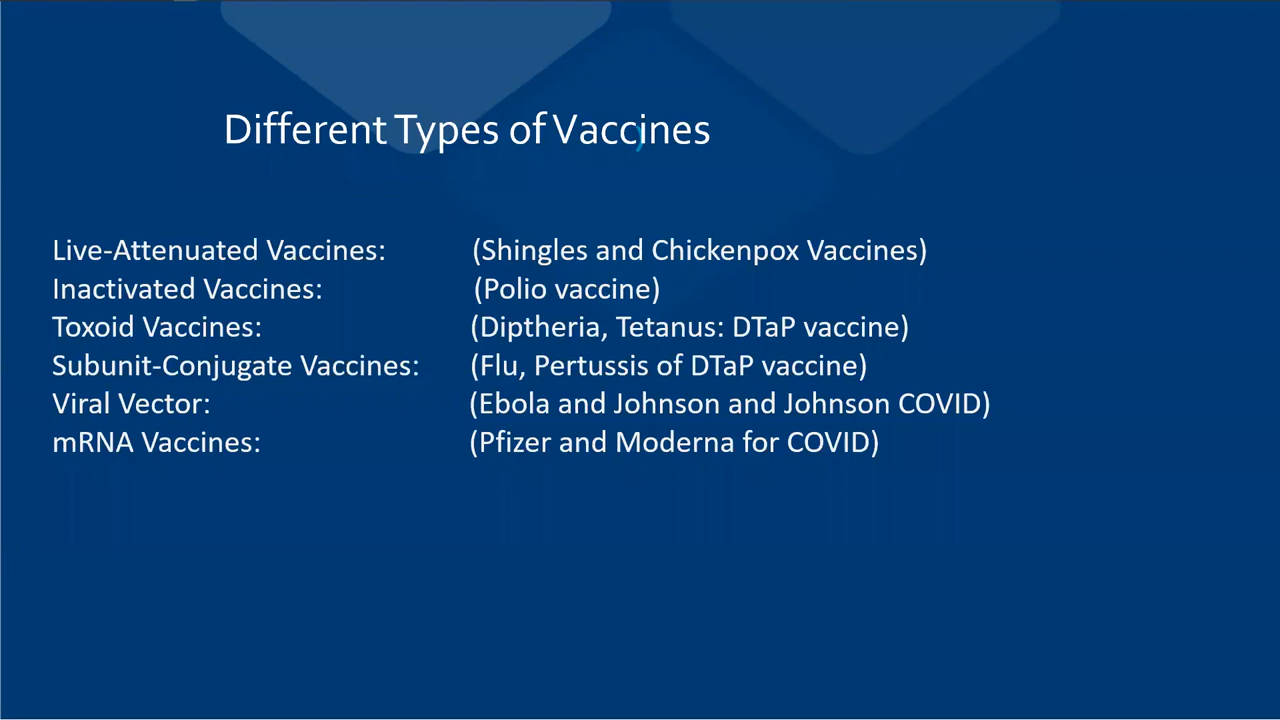 Different Types of Vaccines
Live-Attenuated Vaccines: (Shingles and Chickenpox Vaccines)
Inactivated Vaccines: (Polio vaccine)
Toxoid Vaccines: (Diptheria, Tetanus: DTaP vaccine)
Subunit-Conjugate Vaccines: (Flu, Pertussis of DTaP vaccine)
Viral Vector: (Ebola and Johnson and Johnson COVID)
mRNA Vaccines: (Pfizer and Moderna for COVID)